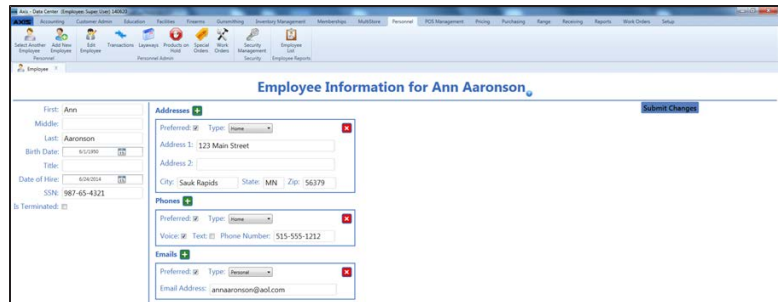 Axis - Data Center (Employee: Super User) 140623
AXIS Accounting Customer Admin Education Facilities Firearms Gunsmithing Inventory Management Memberships MultiStore Personnel POS Management Pricing Purchasing Range Receiving Reports Work Orders Setup
Select Another Employee Add New Employee Edit Employee Transactions Layaways Products on Hold Special Orders Work Orders Security Management Employee List
Personnel Personnel Admin Security Employee Reports
Employee
Employee Information for Ann Aaronson
Submit Changes
First: Ann
Middle:
Last: Aaronson
Birth Date: 6/1/1950
Title:
Date of Hire: 6/24/2014
SSN: 987-65-4321
Is Terminated:
Addresses
Preferred: Type: Home
Address 1: 123 Main Street
Address 2:
City: Sauk Rapids State: MN Zip: 56379
Phones
Preferred: Type: Home
Voice: Text: Phone Number: 515-555-1212
Emails
Preferred: Type: Personal
Email Address: annaaronson@aol.com